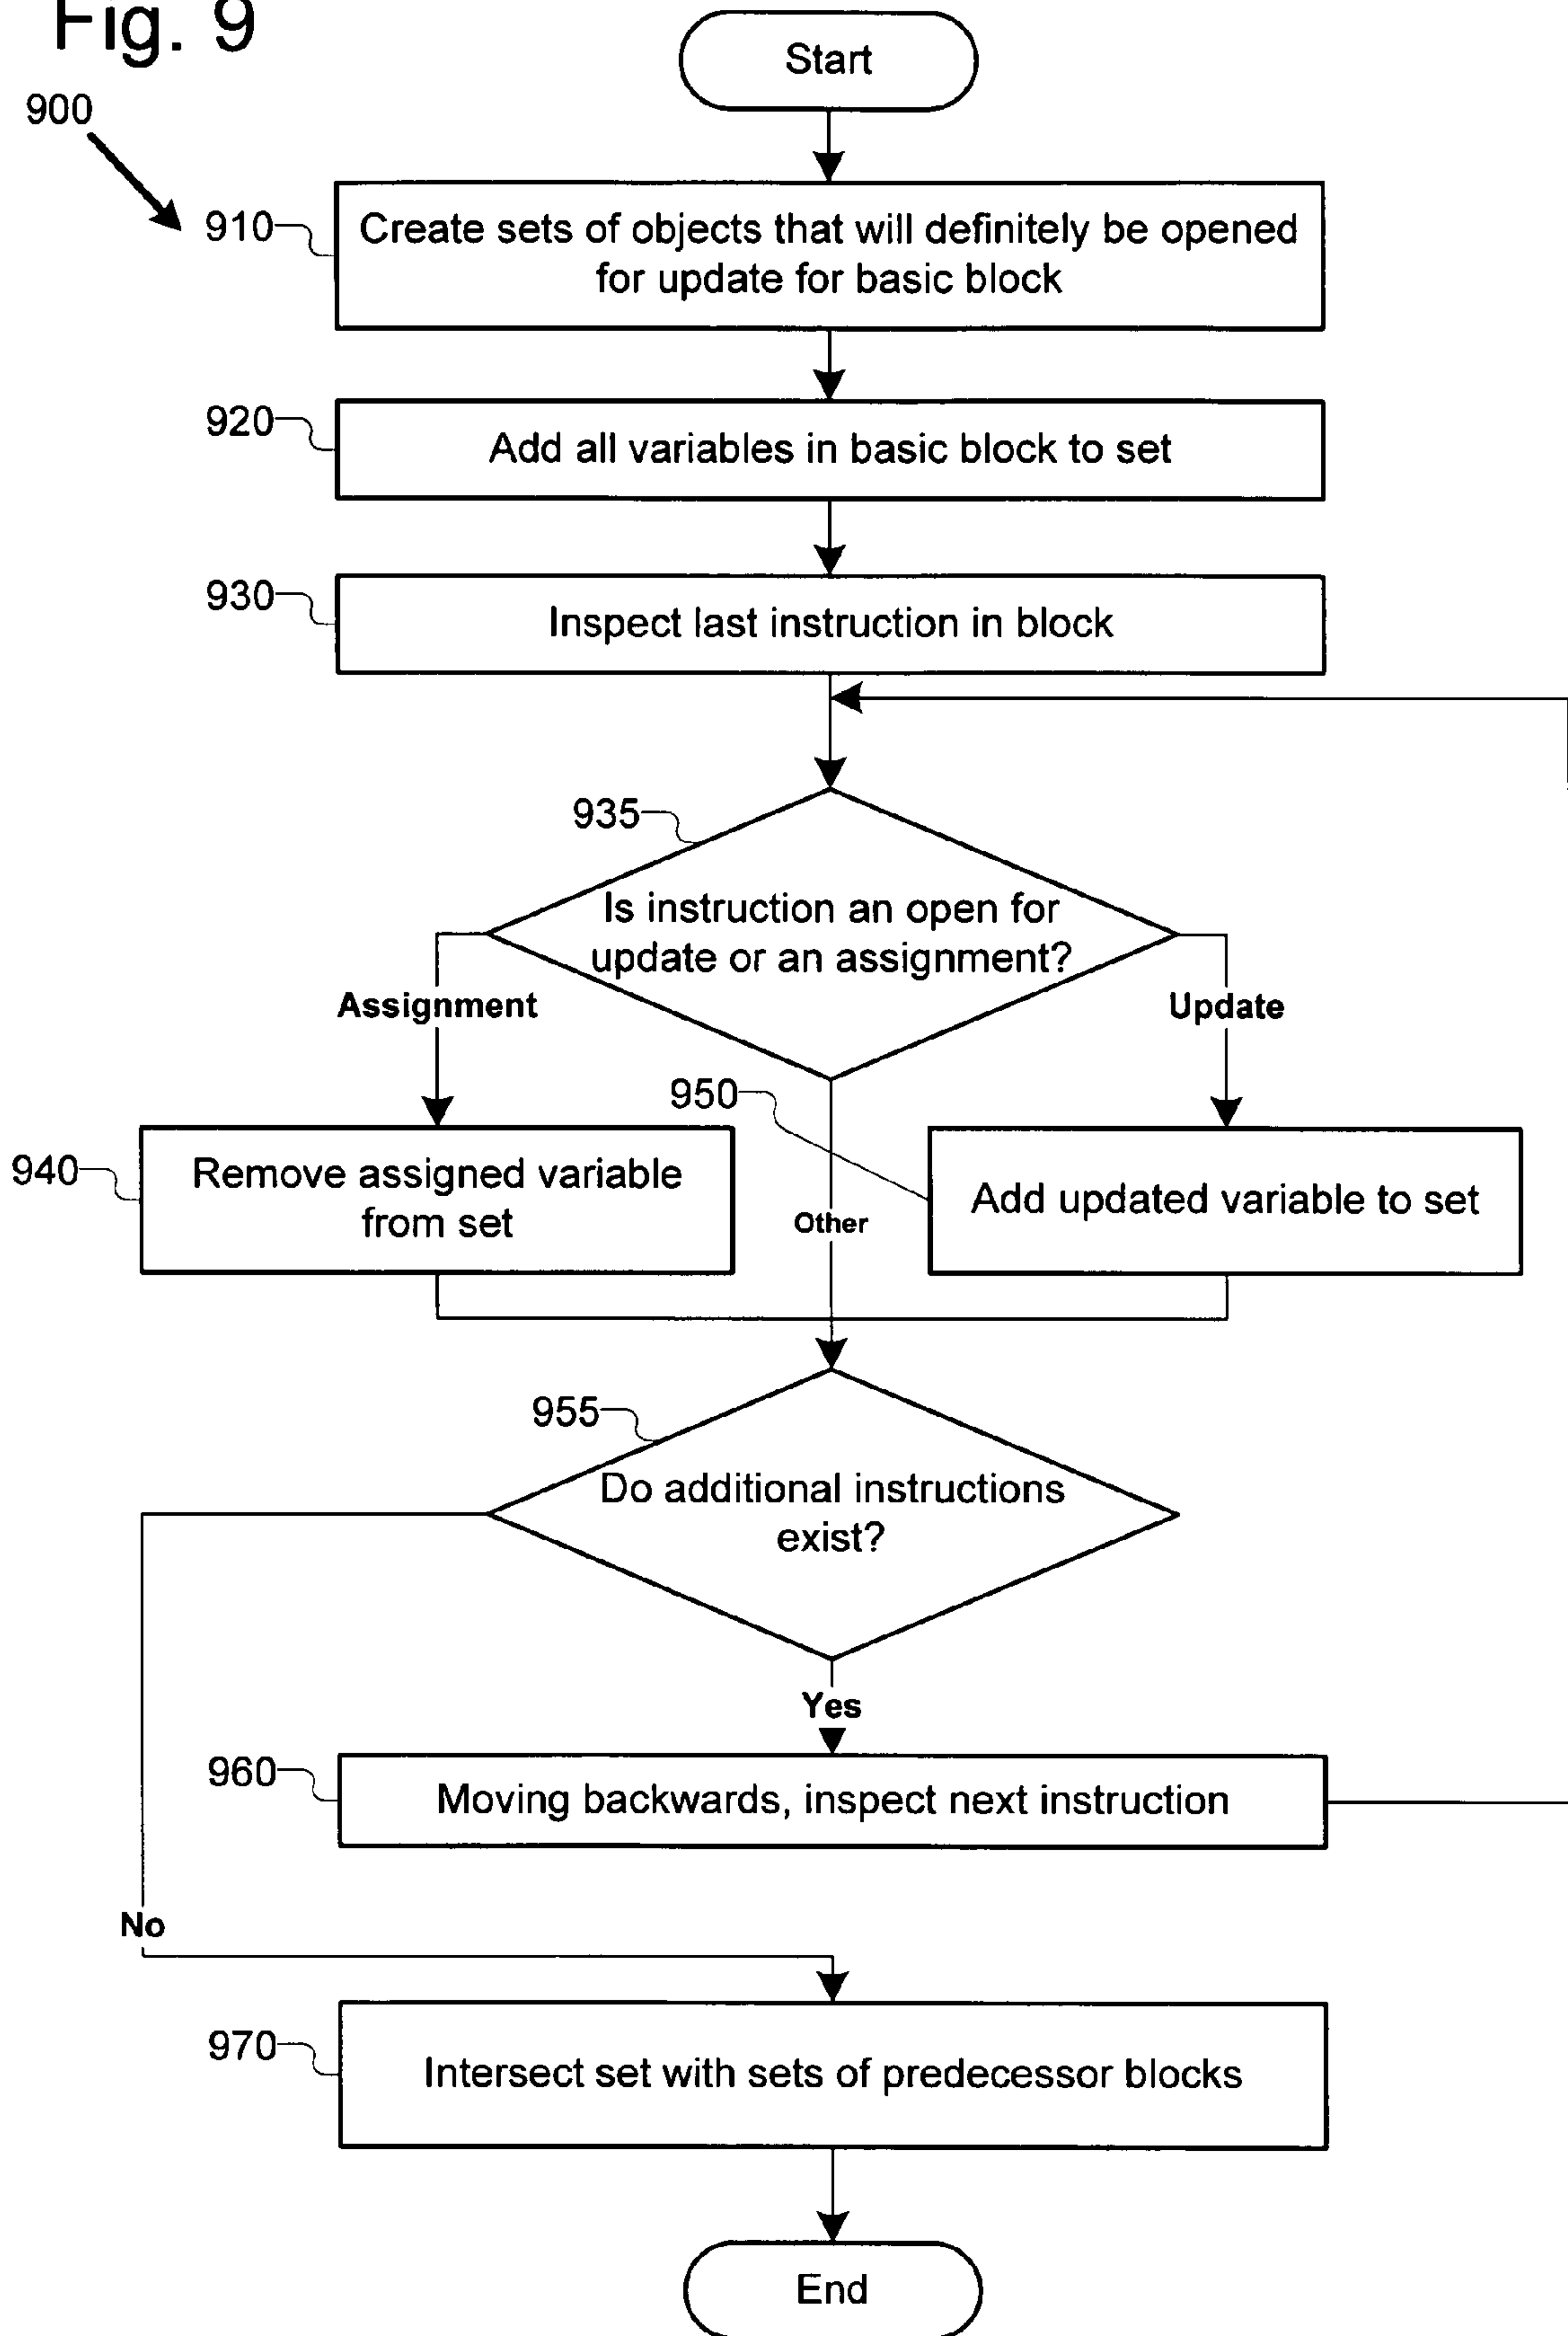 Fig. 9
900
Start
910
Create sets of objects that will definitely be opened
for update for basic block
920
Add all variables in basic block to set
930
Inspect last instruction in block
935
Is instruction an open for
update or an assignment?
Assignment
Update
950
940
Remove assigned variable
from set
Other
Add updated variable to set
955
Do additional instructions
exist?
Yes
960
Moving backwards, inspect next instruction
No
970
Intersect set with sets of predecessor blocks
End